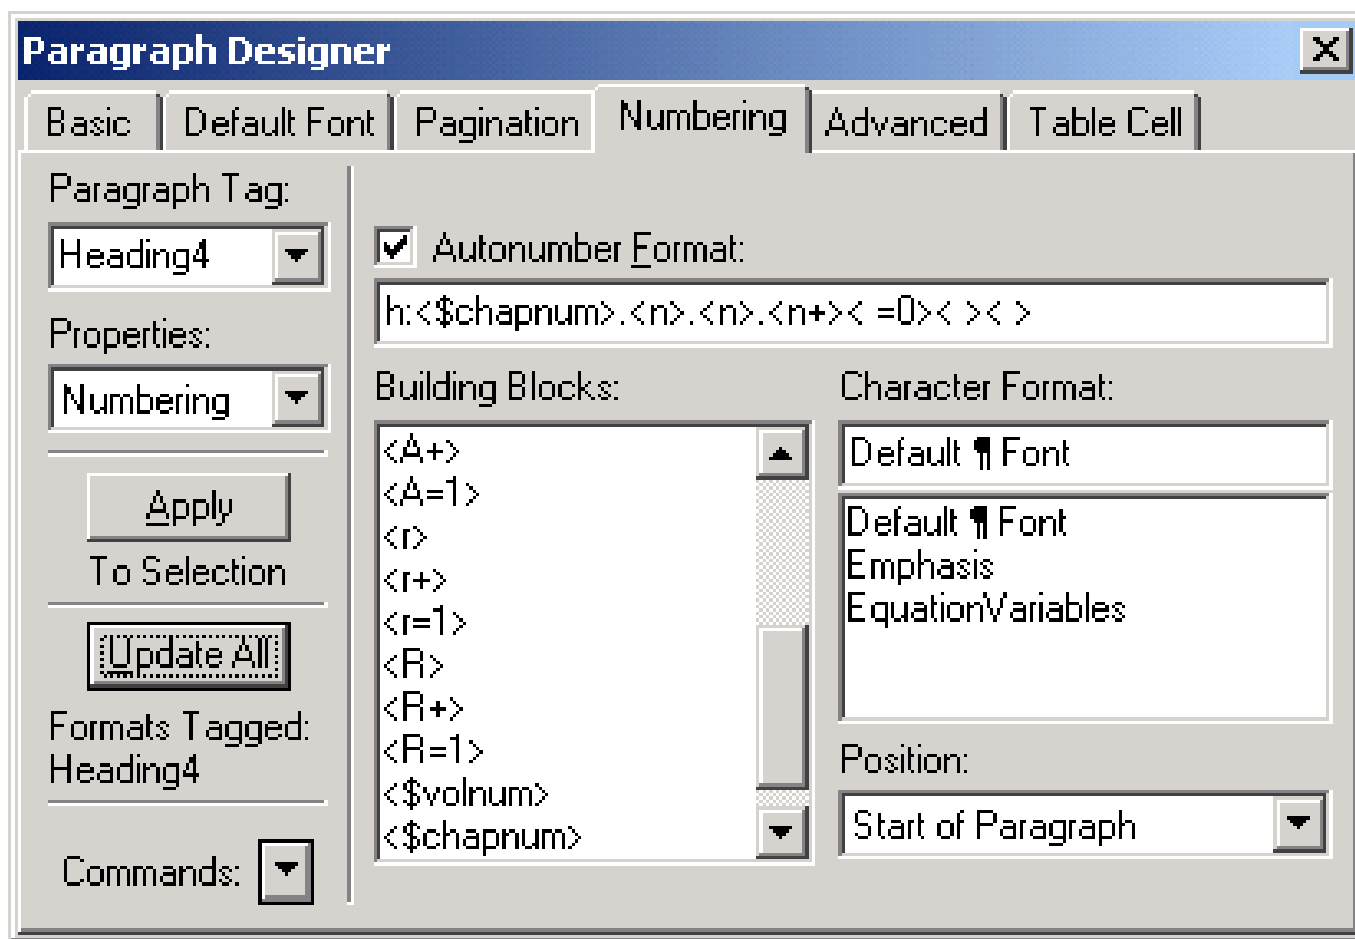 Paragraph Designer
Basic
Default Font
Pagination
Numbering
Advanced
Table Cell
Paragraph Tag:
Heading4
Properties:
Numbering
Apply
To Selection
Update All
Formats Tagged:
Heading4
Commands:
Autonumber Format:
h:<$chapnum>.<n>.<n>.<n+>< =0>< >< >
Building Blocks:
<A+>
<A=1>
<r>
<r+>
<r=1>
<R>
<R+>
<R=1>
<$volnum>
<$chapnum>
Character Format:
Default ¶ Font
Default ¶ Font
Emphasis
EquationVariables
Position:
Start of Paragraph